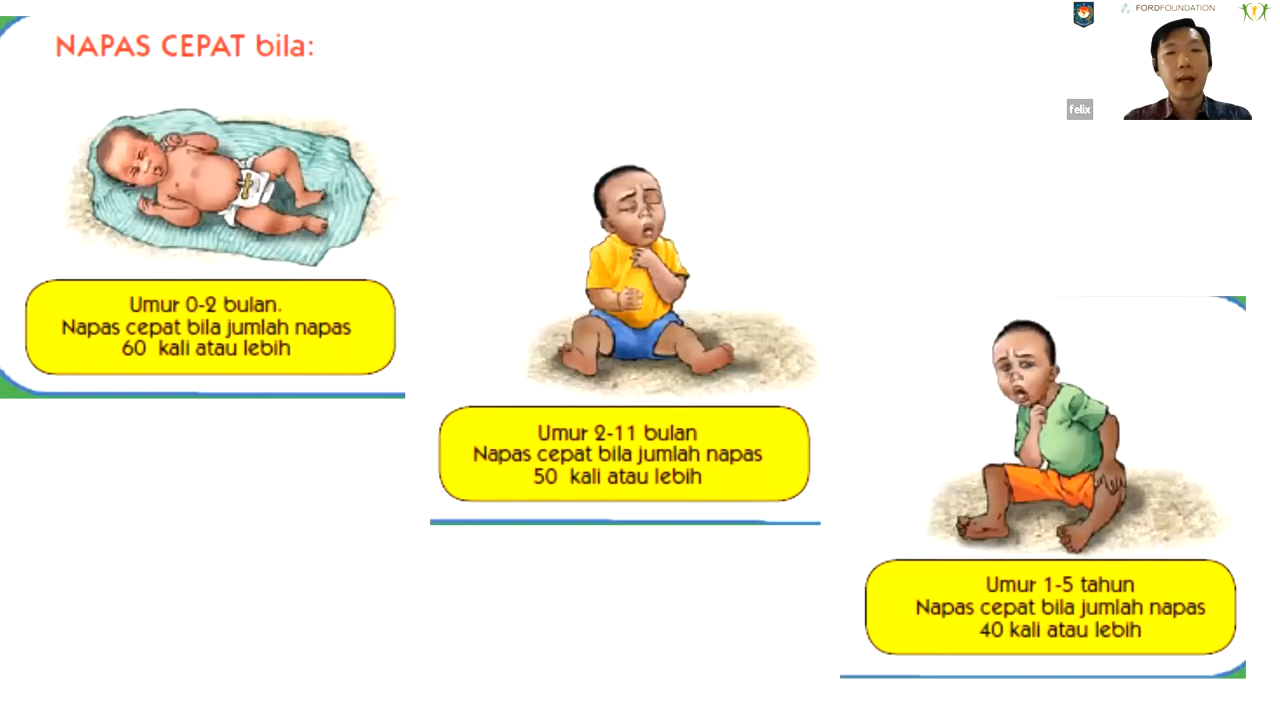 NAPAS CEPAT bila:
Umur 0-2 bulan.
Napas cepat bila jumlah napas
60 kali atau lebih
Umur 2-11 bulan
Napas cepat bila jumlah napas
50 kali atau lebih
Umur 1-5 tahun
Napas cepat bila jumlah napas
40 kali atau lebih
FORDFOUNDATION
felix